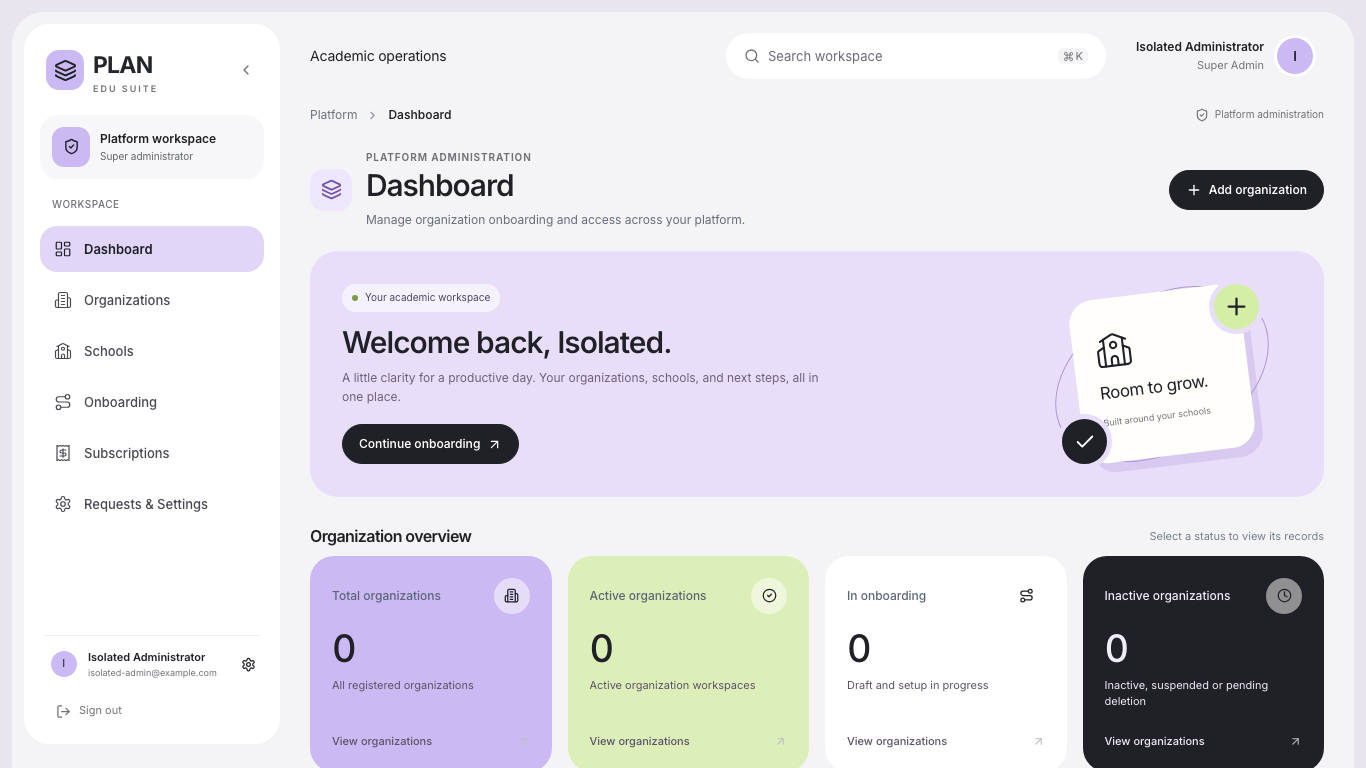 PLAN
EDU SUITE
Platform workspace
Super administrator
WORKSPACE
Dashboard
Organizations
Schools
Onboarding
Subscriptions
Requests & Settings
I
Isolated Administrator
isolated-admin@example.com
Sign out
Academic operations
Search workspace
⌘K
Isolated Administrator
Super Admin
I
Platform
Dashboard
Platform administration
PLATFORM ADMINISTRATION
Dashboard
Manage organization onboarding and access across your platform.
Add organization
Your academic workspace
Welcome back, Isolated.
A little clarity for a productive day. Your organizations, schools, and next steps, all in
one place.
Continue onboarding
Room to grow.
Built around your schools
Organization overview
Select a status to view its records
Total organizations
0
All registered organizations
View organizations
Active organizations
0
Active organization workspaces
View organizations
In onboarding
0
Draft and setup in progress
View organizations
Inactive organizations
0
Inactive, suspended or pending
deletion
View organizations